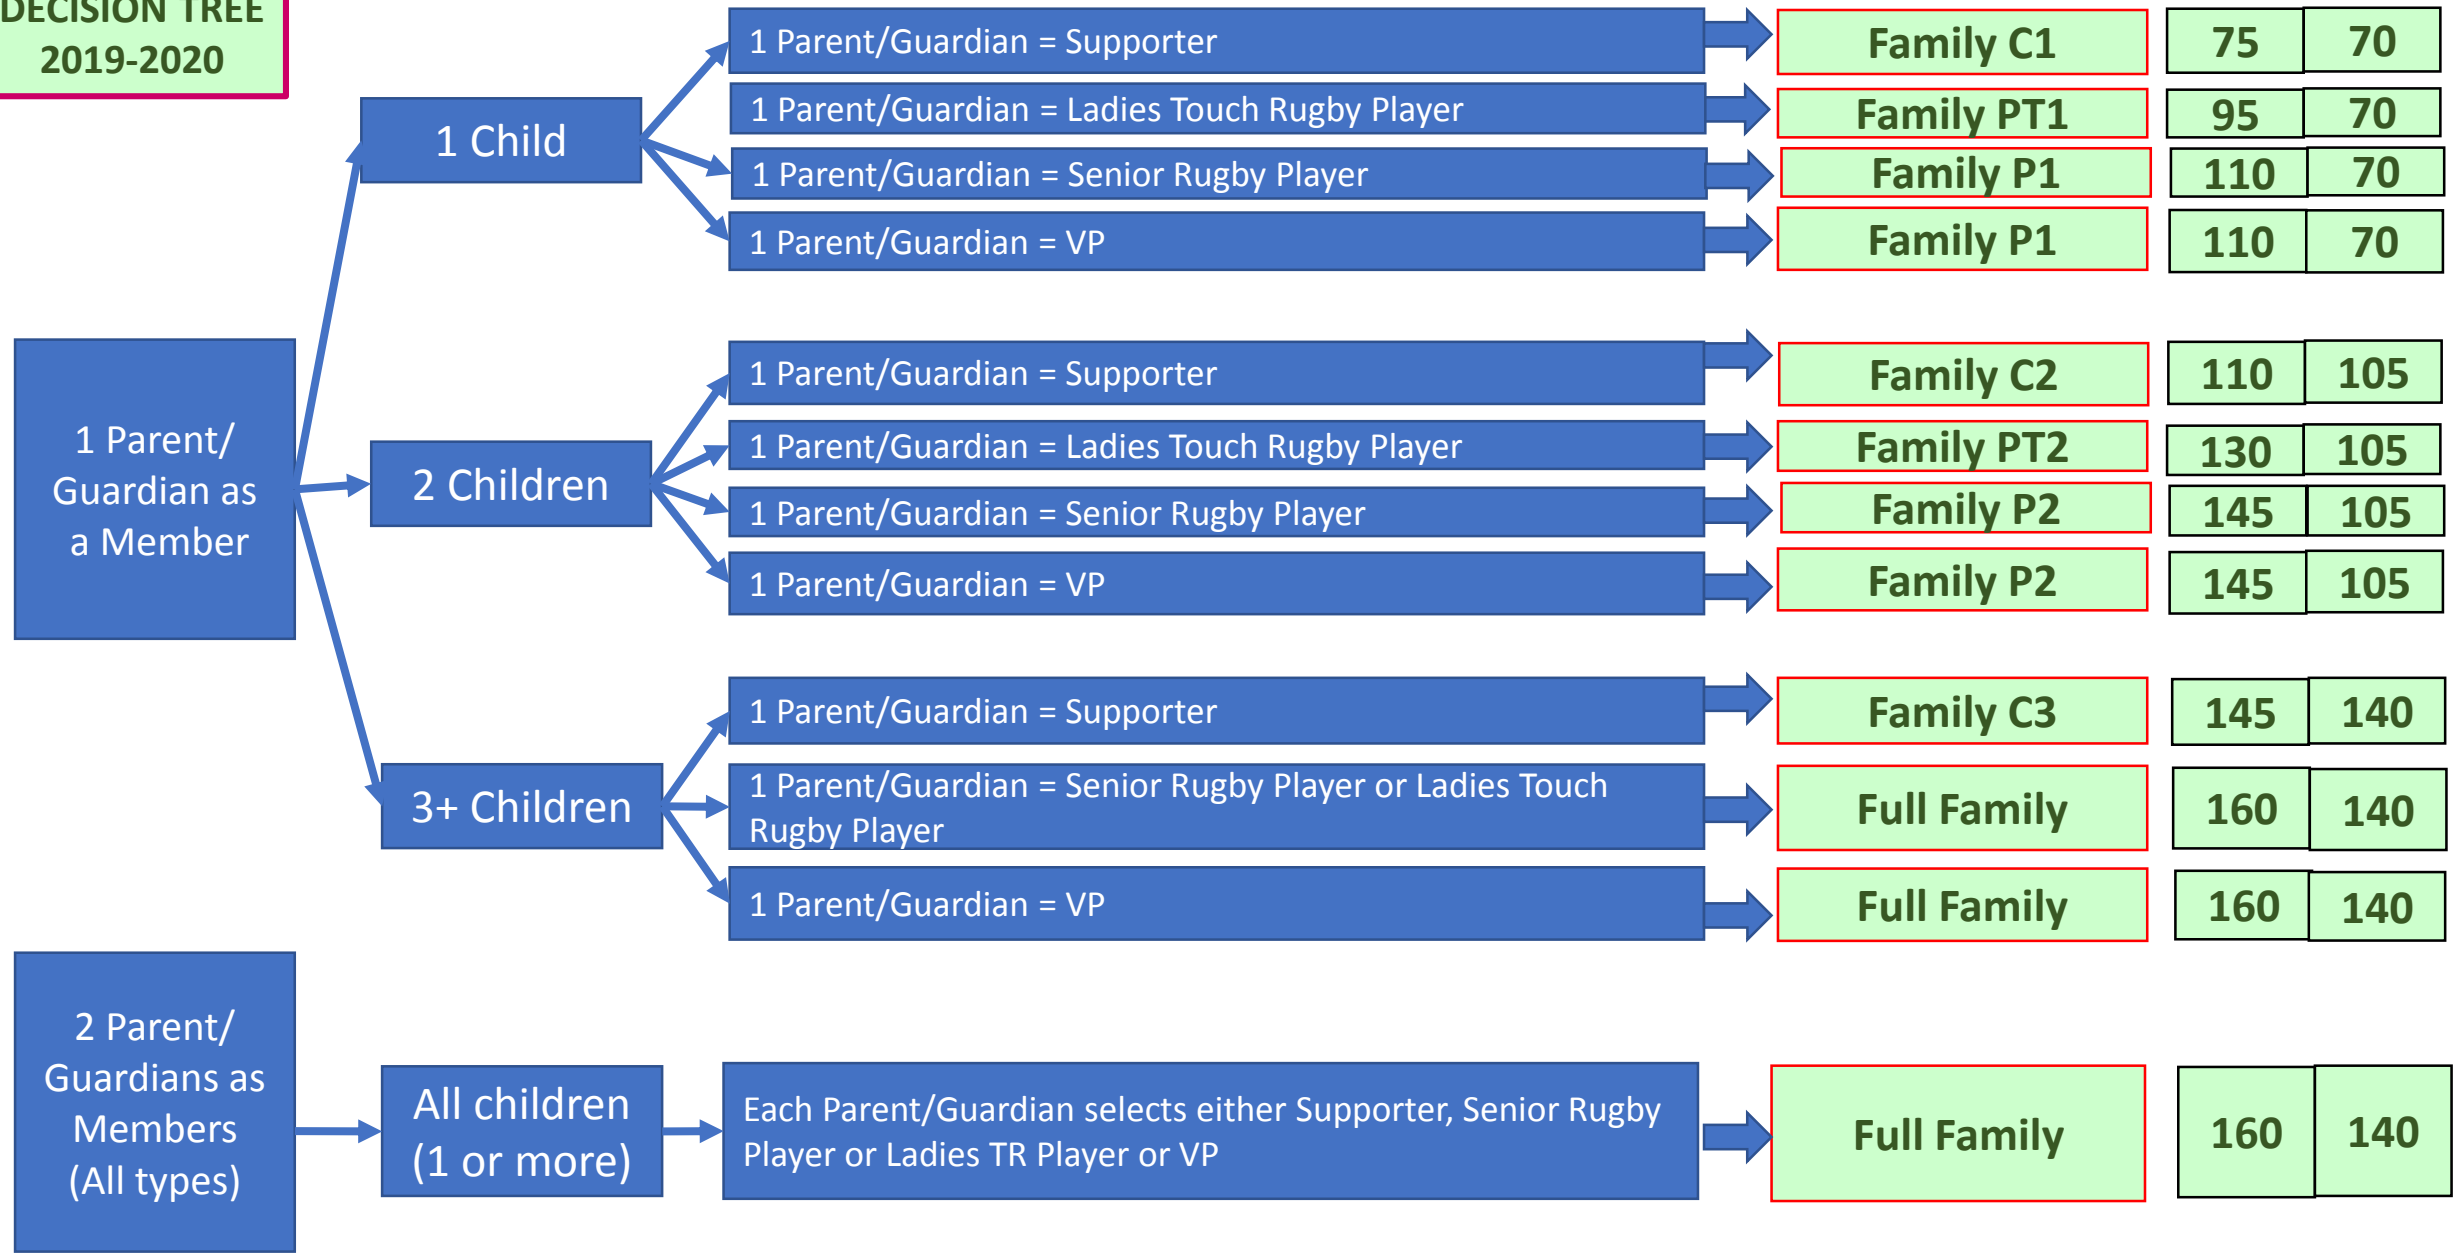 DECISION TREE
2019-2020
1 Parent/
Guardian as
a Member
1 Child
1 Parent/Guardian = Supporter
Family C1
75
70
1 Parent/Guardian = Ladies Touch Rugby Player
Family PT1
95
70
1 Parent/Guardian = Senior Rugby Player
Family P1
110
70
1 Parent/Guardian = VP
Family P1
110
70
2 Children
1 Parent/Guardian = Supporter
Family C2
110
105
1 Parent/Guardian = Ladies Touch Rugby Player
Family PT2
130
105
1 Parent/Guardian = Senior Rugby Player
Family P2
145
105
1 Parent/Guardian = VP
Family P2
145
105
3+ Children
1 Parent/Guardian = Supporter
Family C3
145
140
1 Parent/Guardian = Senior Rugby Player or Ladies Touch
Rugby Player
Full Family
160
140
1 Parent/Guardian = VP
Full Family
160
140
2 Parent/
Guardians as
Members
(All types)
All children
(1 or more)
Each Parent/Guardian selects either Supporter, Senior Rugby
Player or Ladies TR Player or VP
Full Family
160
140